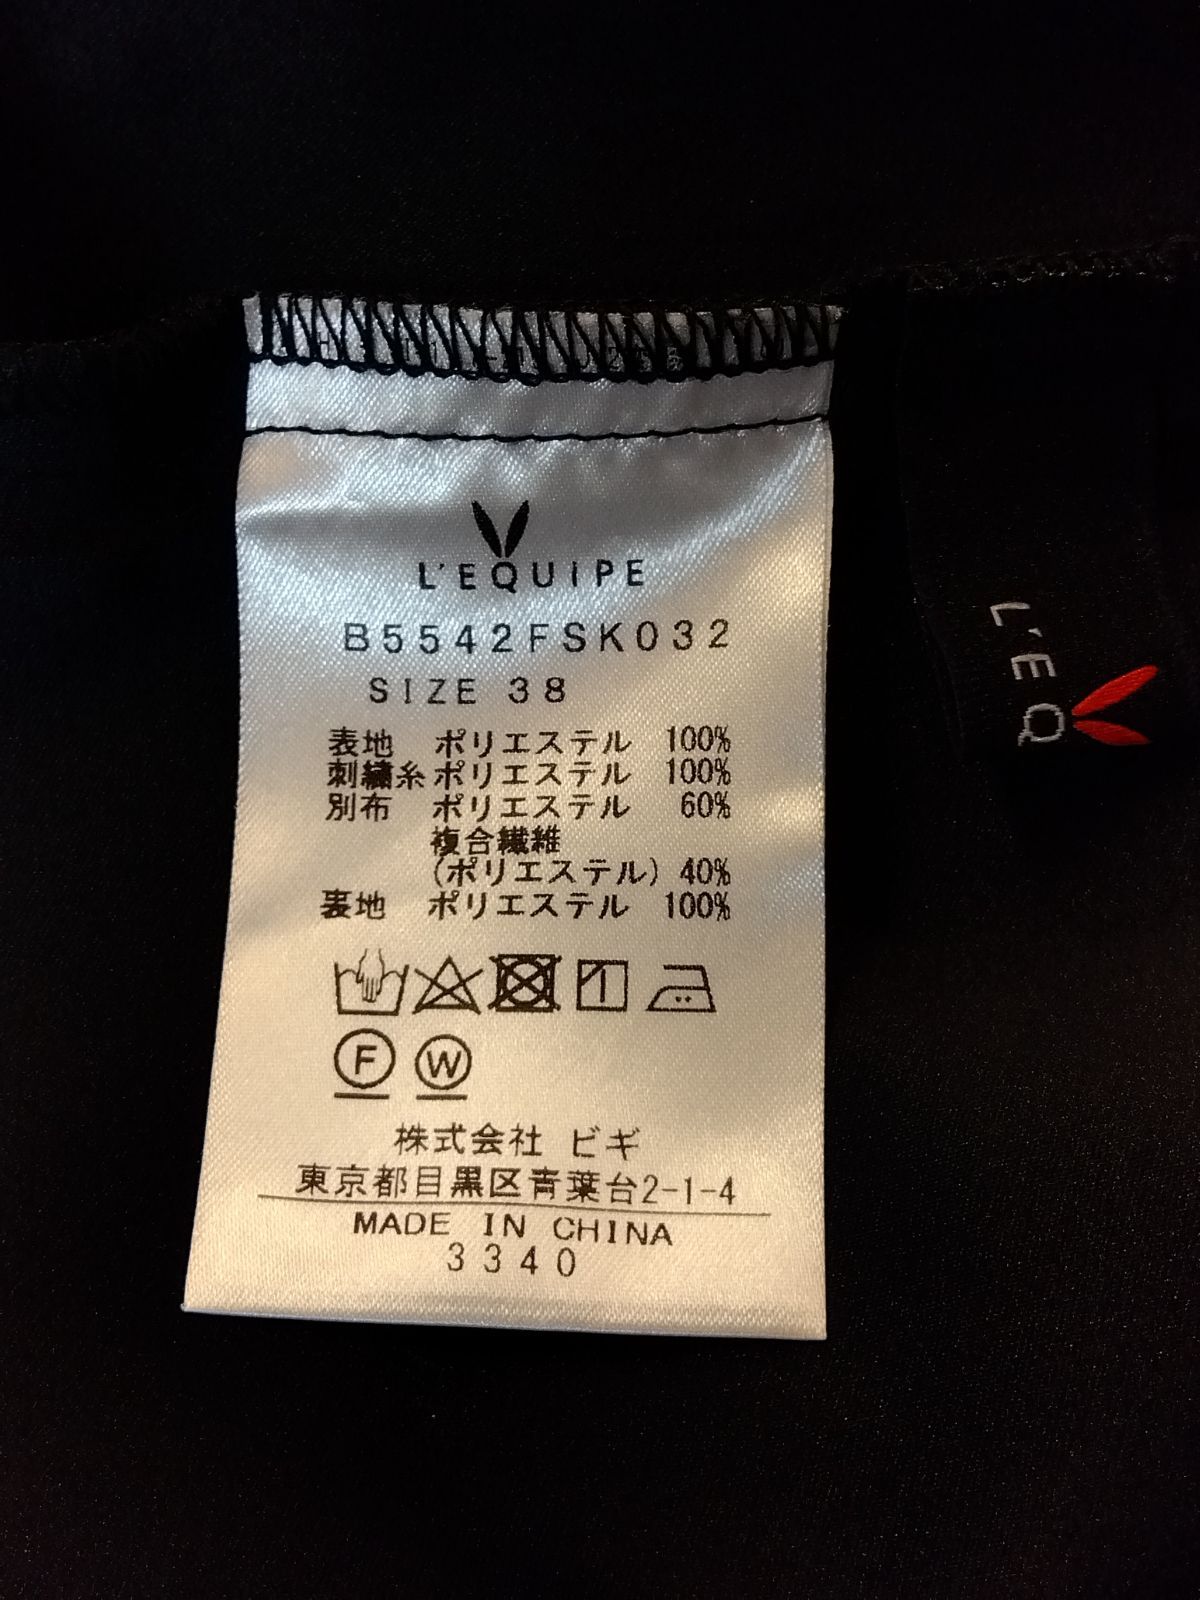 L'EQUIPE
B5542FSK032
SIZE 38
表地 ポリエステル 100%
刺繍糸 ポリエステル 100%
別布 ポリエステル 60%
複合繊維
(ポリエステル) 40%
裏地 ポリエステル 100%
F W
株式会社 ビギ
東京都目黒区青葉台2-1-4
MADE IN CHINA
3340
L'EQ